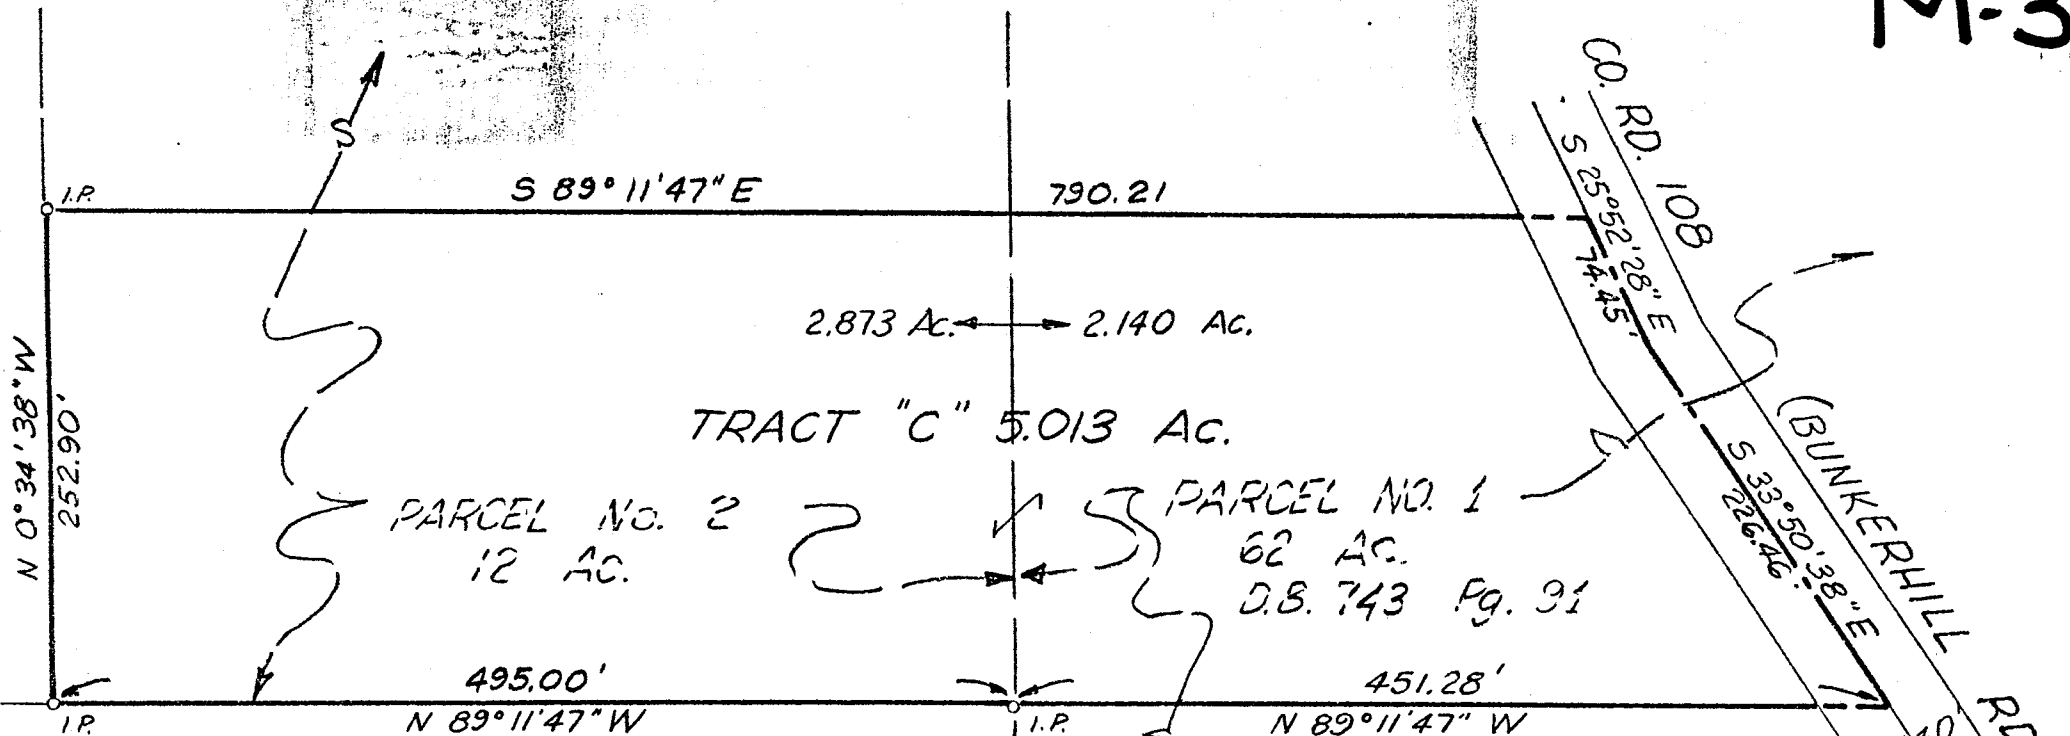 M-3
CO. RD. 108
S
I.P.
S 89° 11' 47" E 790.21
S 25° 52' 28" E
74.45'
2.873 Ac. 2.140 Ac.
N 0° 34' 38" W
252.90'
TRACT "C" 5.013 Ac.
(BUNKERHILL RD
PARCEL No. 2
12 Ac.
PARCEL NO. 1
62 Ac.
D.B. 743 Pg. 91
S 33° 50' 38" E
226.46'
495.00'
451.28'
I.P.
N 89° 11' 47" W
I.P.
N 89° 11' 47" W